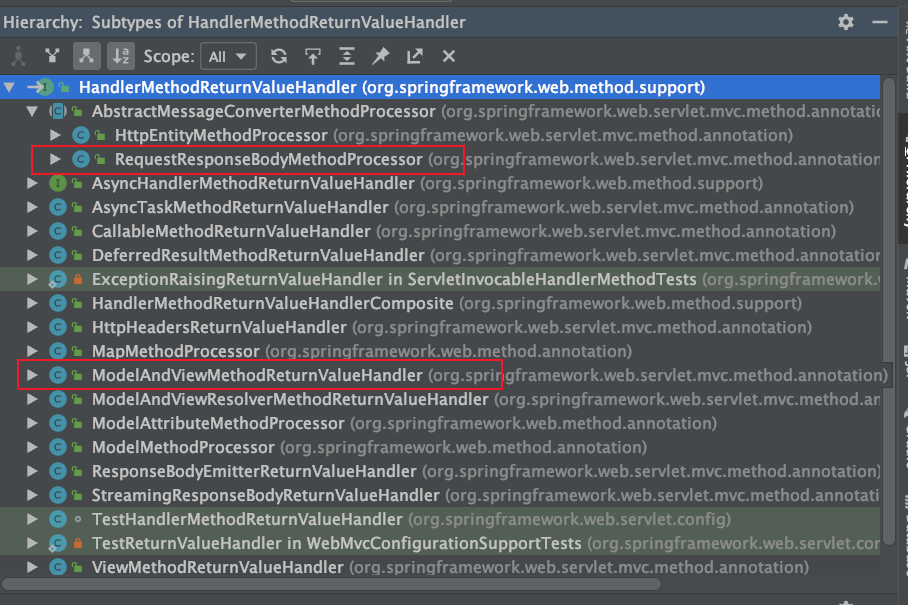 Hierarchy: Subtypes of HandlerMethodReturnValueHandler
Scope: All
HandlerMethodReturnValueHandler (org.springframework.web.method.support)
AbstractMessageConverterMethodProcessor (org.springframework.web.servlet.mvc.method.annotatio
HttpEntityMethodProcessor (org.springframework.web.servlet.mvc.method.annotation)
RequestResponseBodyMethodProcessor (org.springframework.web.servlet.mvc.method.annotation
AsyncHandlerMethodReturnValueHandler (org.springframework.web.method.support)
AsyncTaskMethodReturnValueHandler (org.springframework.web.servlet.mvc.method.annotation)
CallableMethodReturnValueHandler (org.springframework.web.servlet.mvc.method.annotation)
DeferredResultMethodReturnValueHandler (org.springframework.web.servlet.mvc.method.annotation
ExceptionRaisingReturnValueHandler in ServletInvocableHandlerMethodTests (org.springframework.
HandlerMethodReturnValueHandlerComposite (org.springframework.web.method.support)
HttpHeadersReturnValueHandler (org.springframework.web.servlet.mvc.method.annotation)
MapMethodProcessor (org.springframework.web.method.annotation)
ModelAndViewMethodReturnValueHandler (org.springframework.web.servlet.mvc.method.annotation)
ModelAndViewResolverMethodReturnValueHandler (org.springframework.web.servlet.mvc.method.an
ModelAttributeMethodProcessor (org.springframework.web.method.annotation)
ModelMethodProcessor (org.springframework.web.method.annotation)
ResponseBodyEmitterReturnValueHandler (org.springframework.web.servlet.mvc.method.annotation)
StreamingResponseBodyReturnValueHandler (org.springframework.web.servlet.mvc.method.annotati
TestHandlerMethodReturnValueHandler (org.springframework.web.servlet.config)
TestReturnValueHandler in WebMvcConfigurationSupportTests (org.springframework.web.servlet.con
ViewMethodReturnValueHandler (org.springframework.web.servlet.mvc.method.annotation)